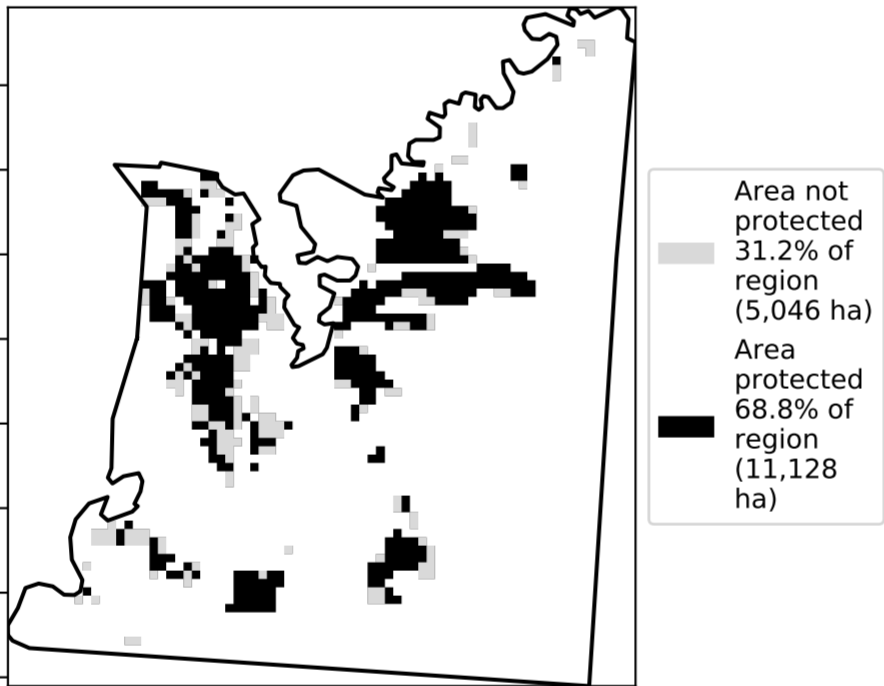 Area not
protected
31.2% of
region
(5,046 ha)
Area
protected
68.8% of
region
(11,128
ha)